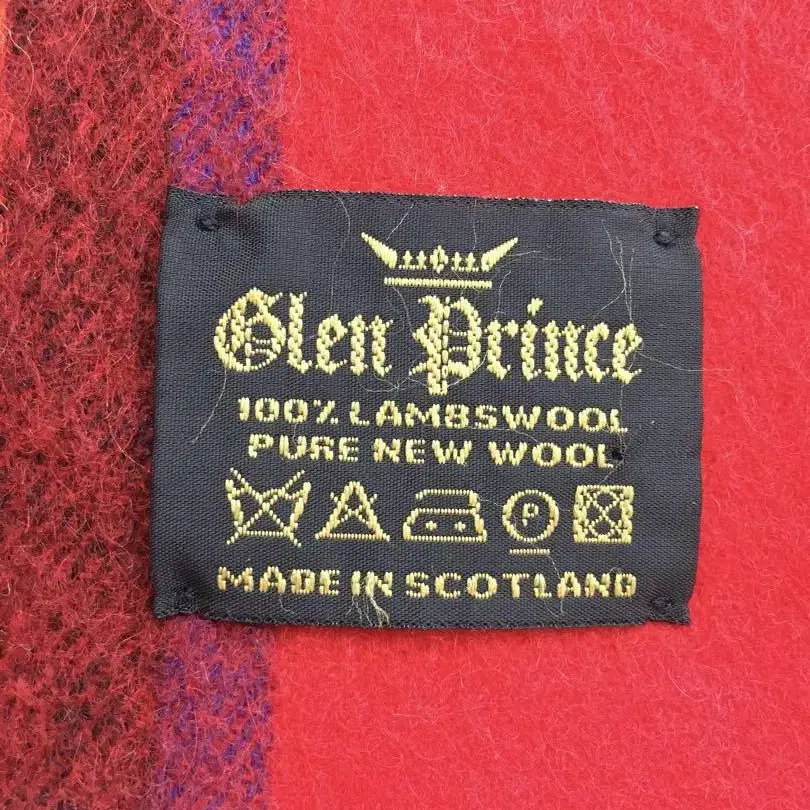 Glen Prince
100% LAMBSWOOL
PURE NEW WOOL
P
MADE IN SCOTLAND